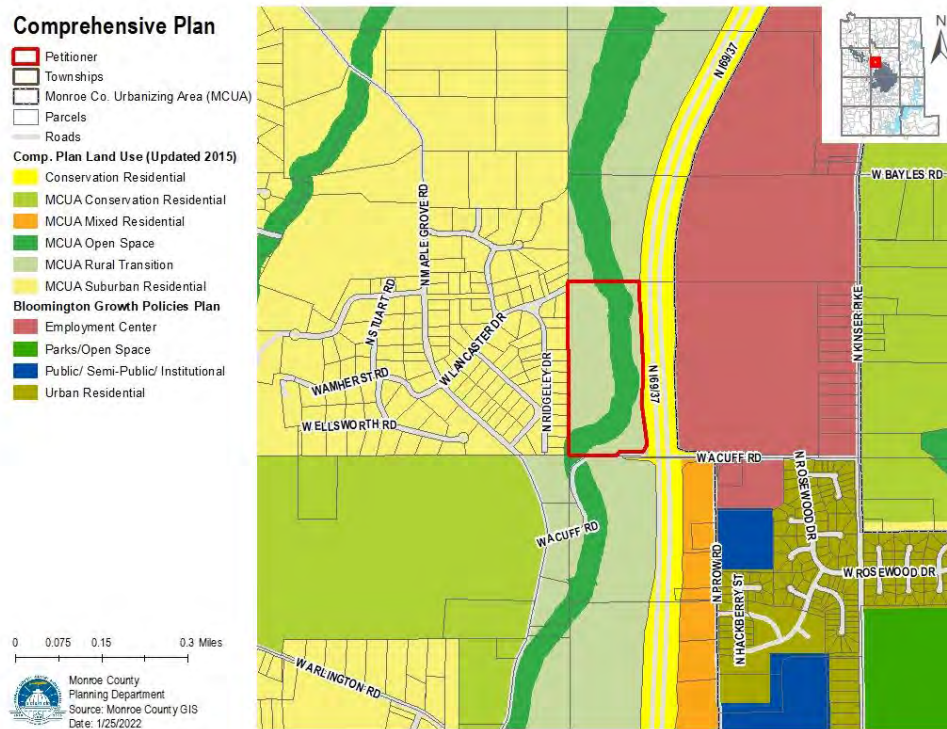 Comprehensive Plan
Petitioner
Townships
Monroe Co. Urbanizing Area (MCUA)
Parcels
Roads
Comp. Plan Land Use (Updated 2015)
Conservation Residential
MCUA Conservation Residential
MCUA Mixed Residential
MCUA Open Space
MCUA Rural Transition
MCUA Suburban Residential
Bloomington Growth Policies Plan
Employment Center
Parks/Open Space
Public/ Semi-Public/ Institutional
Urban Residential
0 0.075 0.15 0.3 Miles
Monroe County
Planning Department
Source: Monroe County GIS
Date: 1/25/2022
N
N I69/37
W BAYLES RD
N MAPLE GROVE RD
N STUART RD
W LANCASTER DR
N KINSER PIKE
W AMHERST RD
N RIDGELEY DR
N I69/37
W ELLSWORTH RD
W ACUFF RD
N ROSEWOOD DR
W ACUFF RD
N PROW RD
W ROSEWOOD DR
N HACKBERRY ST
W ARLINGTON RD